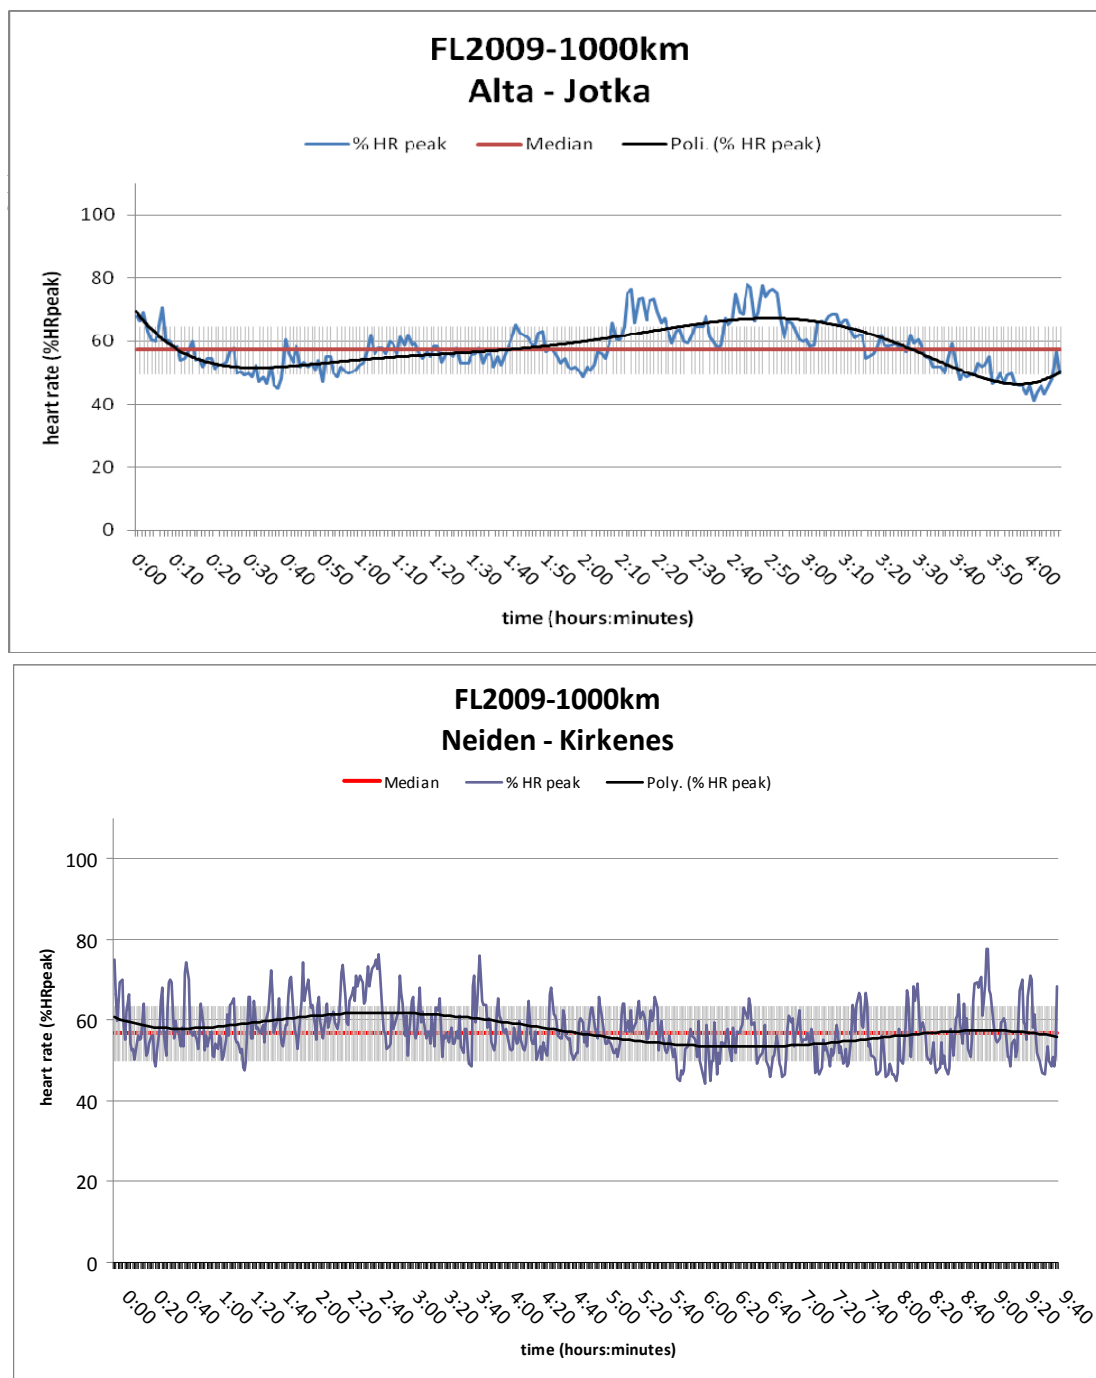 FL2009-1000km
Alta - Jotka
% HR peak Median Poli. (% HR peak)
heart rate (%HRpeak)
100
80
60
40
20
0
0:00 0:10 0:20 0:30 0:40 0:50 1:00 1:10 1:20 1:30 1:40 1:50 2:00 2:10 2:20 2:30 2:40 2:50 3:00 3:10 3:20 3:30 3:40 3:50 4:00
time (hours:minutes)
FL2009-1000km
Neiden - Kirkenes
Median % HR peak Poly. (% HR peak)
heart rate (%HRpeak)
100
80
60
40
20
0
0:00 0:20 0:40 1:00 1:20 1:40 2:00 2:20 2:40 3:00 3:20 3:40 4:00 4:20 4:40 5:00 5:20 5:40 6:00 6:20 6:40 7:00 7:20 7:40 8:00 8:20 8:40 9:00 9:20 9:40
time (hours:minutes)